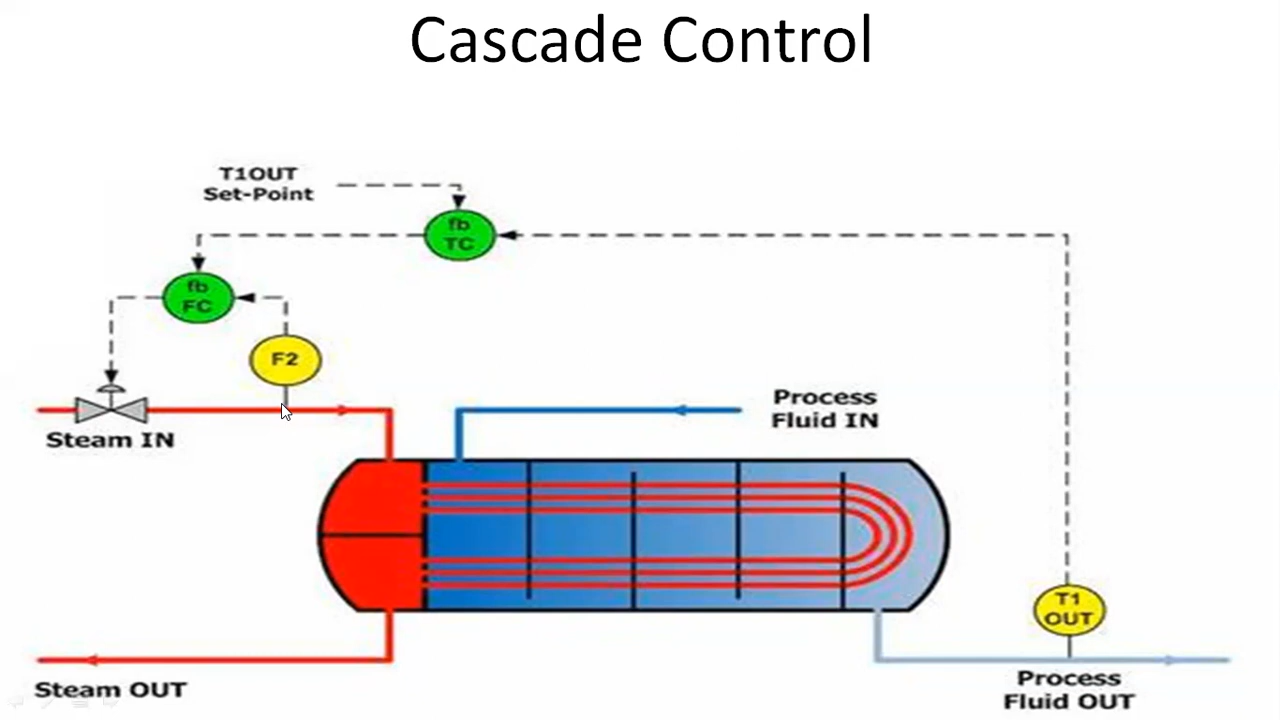 Cascade Control
T1OUT
Set-Point
fb
TC
fb
FC
F2
Process
Fluid IN
Steam IN
T1
OUT
Steam OUT
Process
Fluid OUT